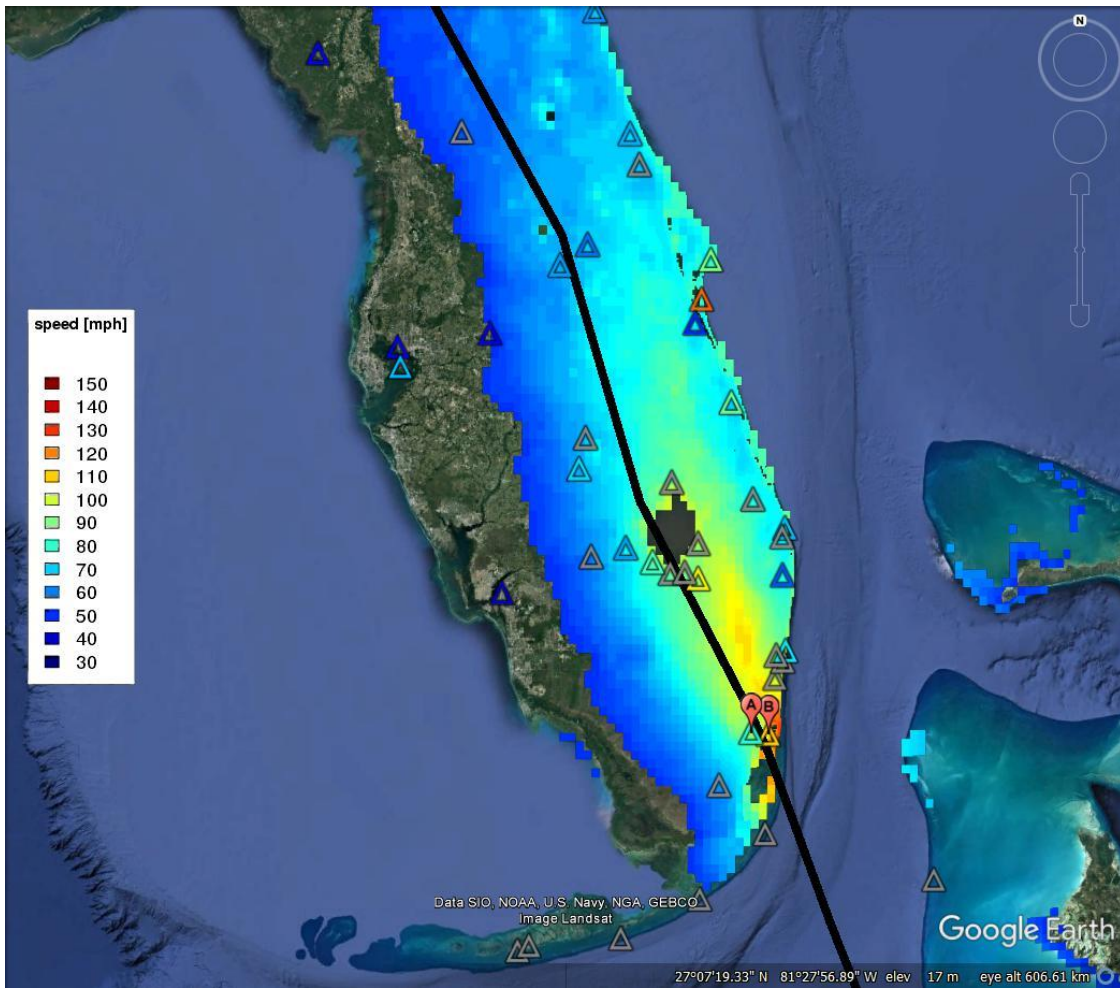 N
speed [mph]
150
140
130
120
110
100
90
80
70
60
50
40
30
A B
Data SIO, NOAA, U.S. Navy, NGA, GEBCO
Image Landsat
Google Earth
27°07'19.33" N 81°27'56.89" W elev 17 m eye alt 606.61 km